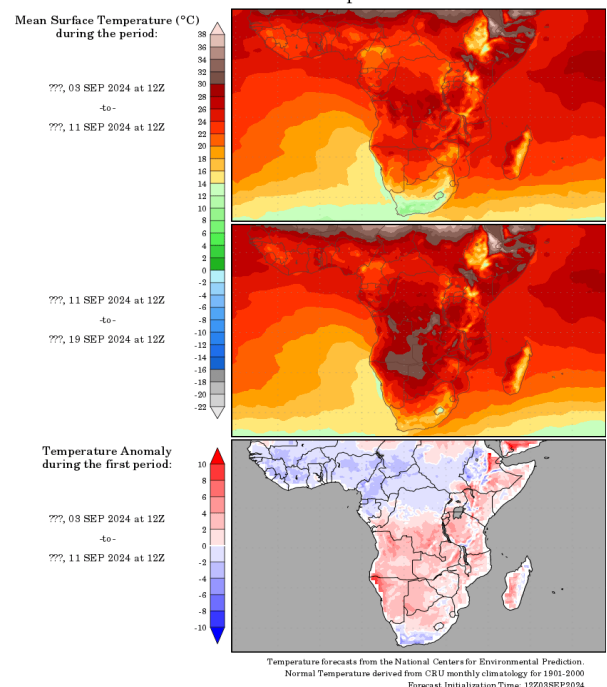 Mean Surface Temperature (°C)
during the period:
38
36
34
32
30
28
26
24
22
20
18
16
14
12
10
8
6
4
2
0
-2
-4
-6
-8
-10
-12
-14
-16
-18
-20
-22
???, 03 SEP 2024 at 12Z
-to-
???, 11 SEP 2024 at 12Z
???, 11 SEP 2024 at 12Z
-to-
???, 19 SEP 2024 at 12Z
Temperature Anomaly
during the first period:
10
8
6
4
2
0
-2
-4
-6
-8
-10
???, 03 SEP 2024 at 12Z
-to-
???, 11 SEP 2024 at 12Z
Temperature forecasts from the National Centers for Environmental Prediction.
Normal Temperature derived from CRU monthly climatology for 1901-2000
Forecast Initialization Time: 12Z03SEP2024